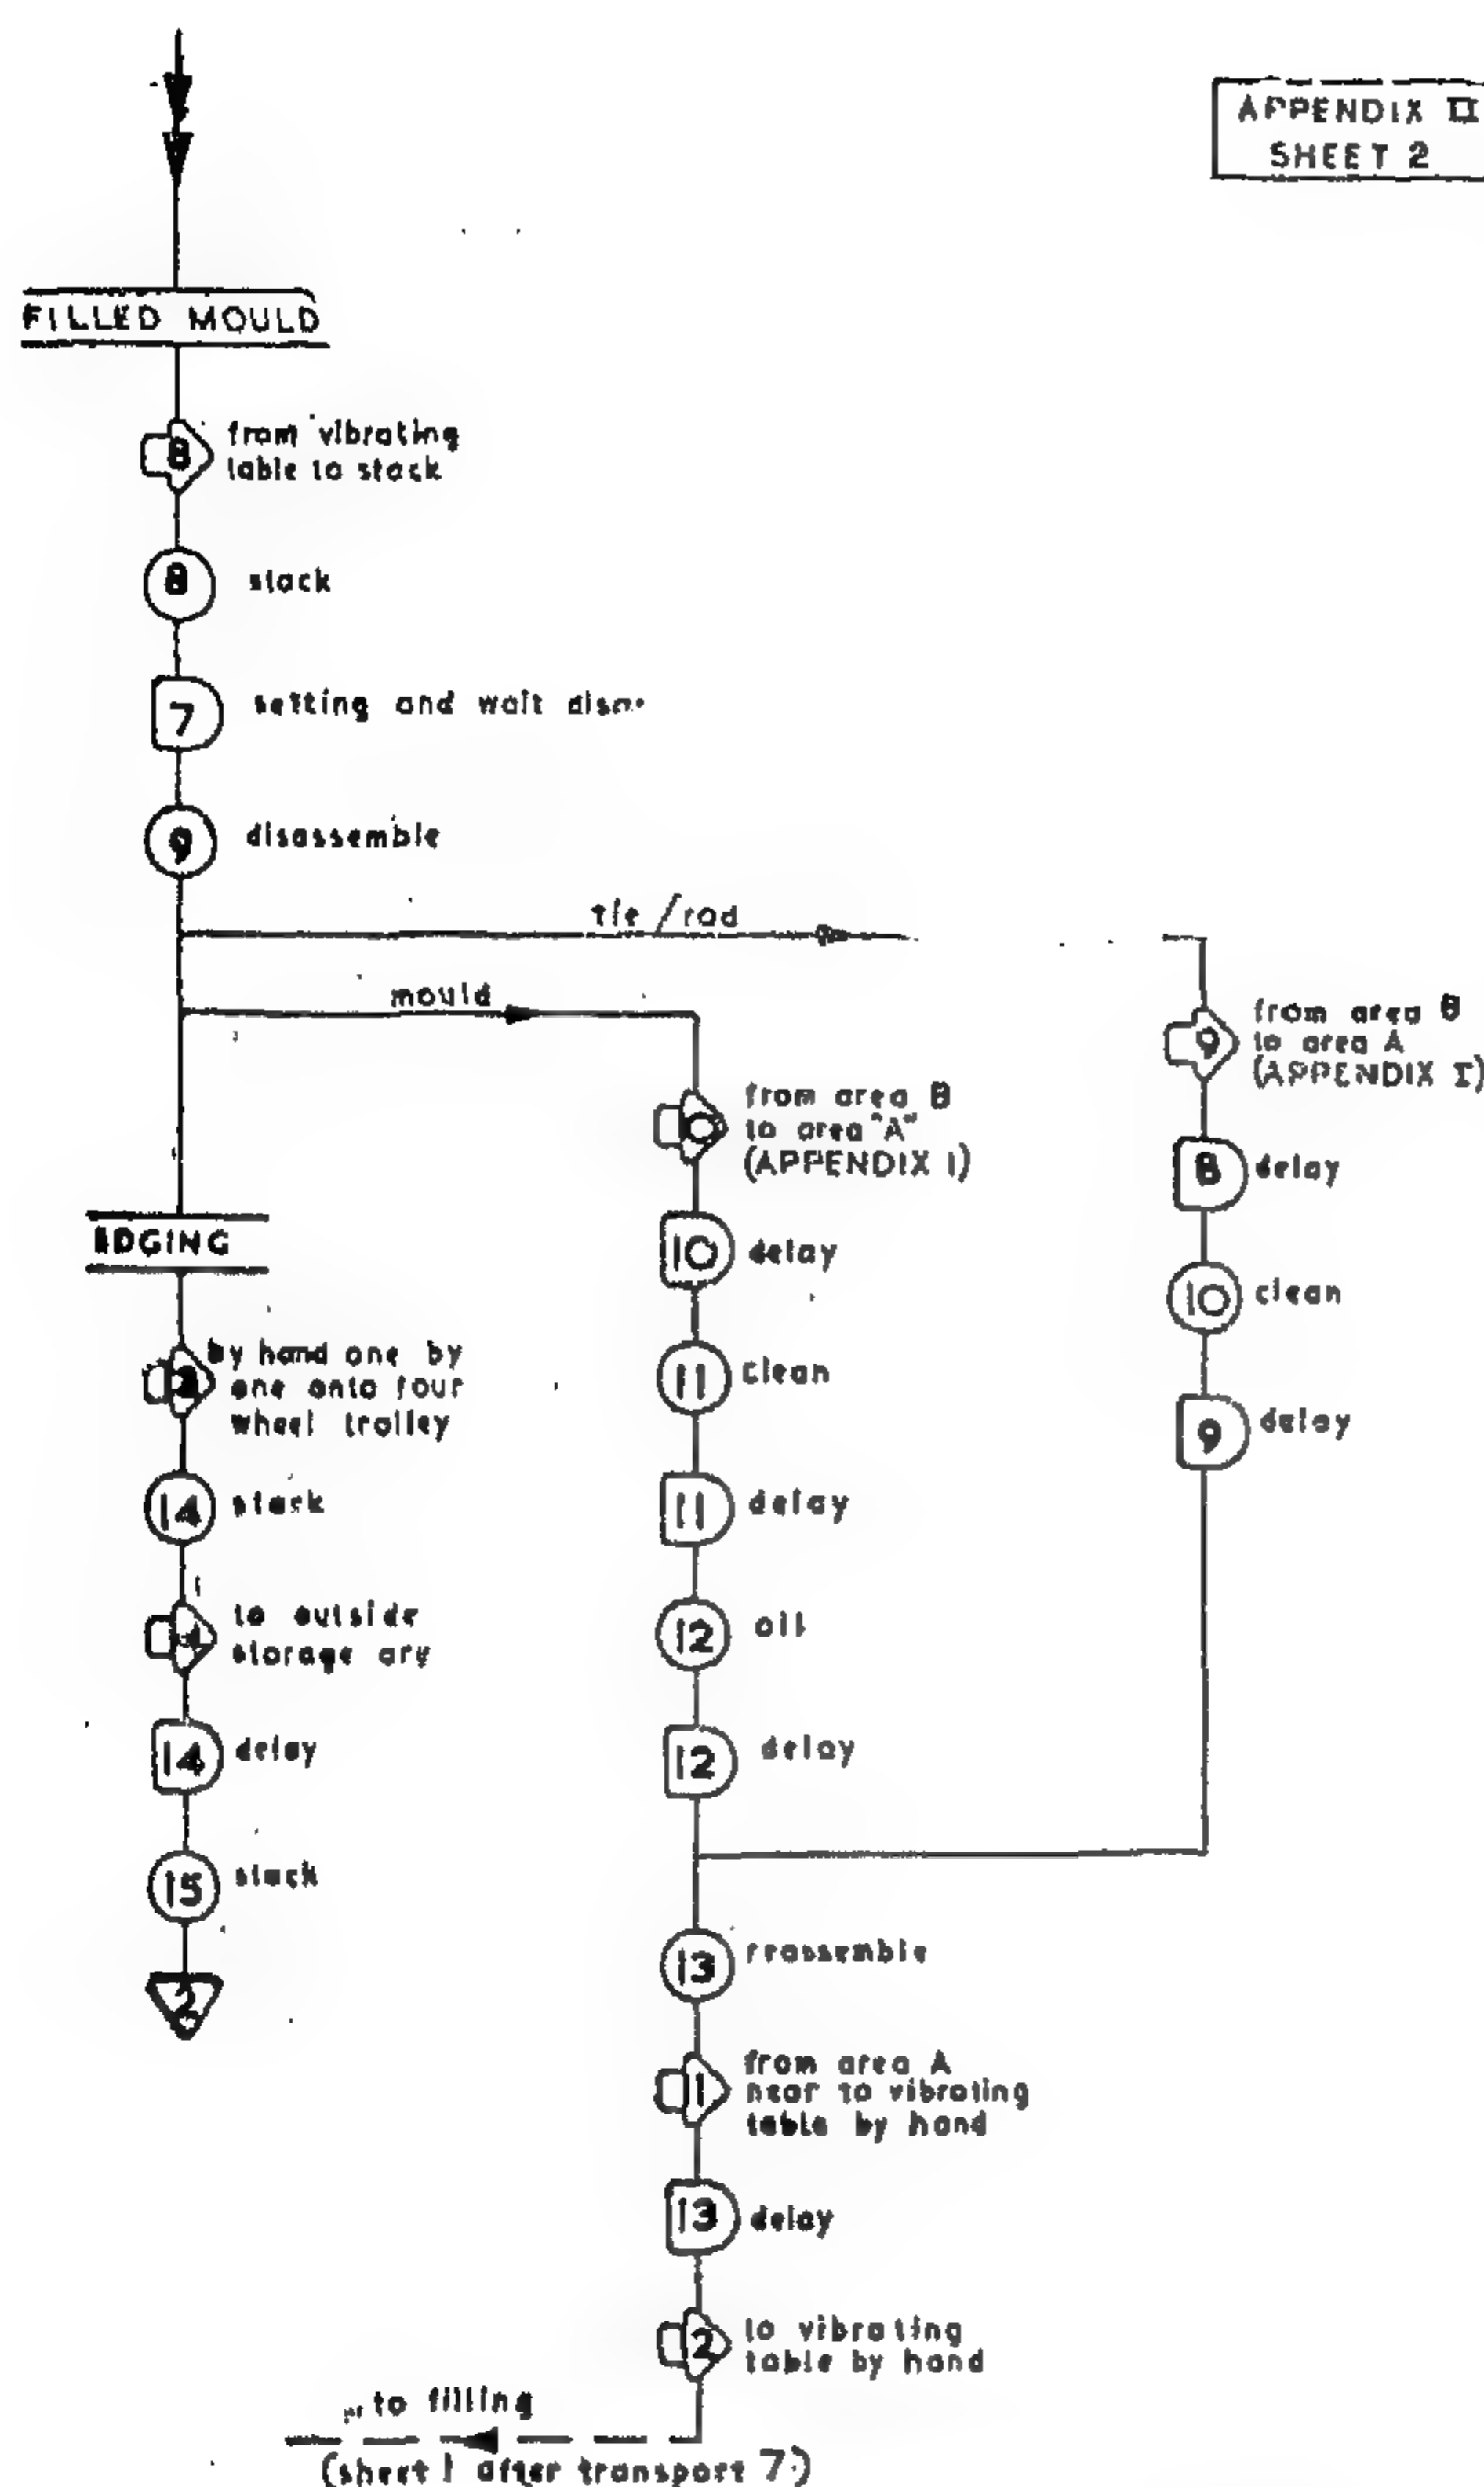 APPENDIX II
SHEET 2
FILLED MOULD
8
from vibrating
table to stack
8
stack
7
setting and wait
9
disassemble
tie/rod
mould
9
from area B
to area A
(APPENDIX I)
from area B
to area "A"
(APPENDIX I)
8
delay
10
delay
10
clean
EDGING
by hand one by
one onto four
wheel trolley
11
clean
9
delay
14
stack
11
delay
to outside
storage
12
oil
14
delay
12
delay
15
stack
13
reassemble
2
11
from area A
near to vibrating
table by hand
13
delay
12
to vibrating
table by hand
to filling
(sheet 1 after transport 7)